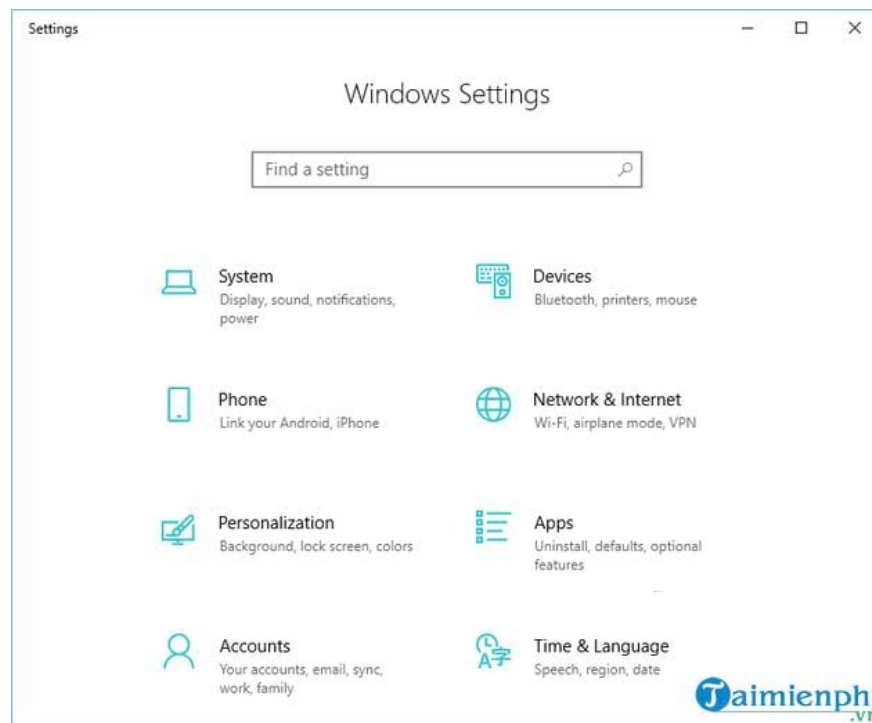 Settings
Windows Settings
Find a setting
System
Display, sound, notifications,
power
Devices
Bluetooth, printers, mouse
Phone
Link your Android, iPhone
Network & Internet
Wi-Fi, airplane mode, VPN
Personalization
Background, lock screen, colors
Apps
Uninstall, defaults, optional
features
Accounts
Your accounts, email, sync,
work, family
Time & Language
Speech, region, date
Taimienph
.vn